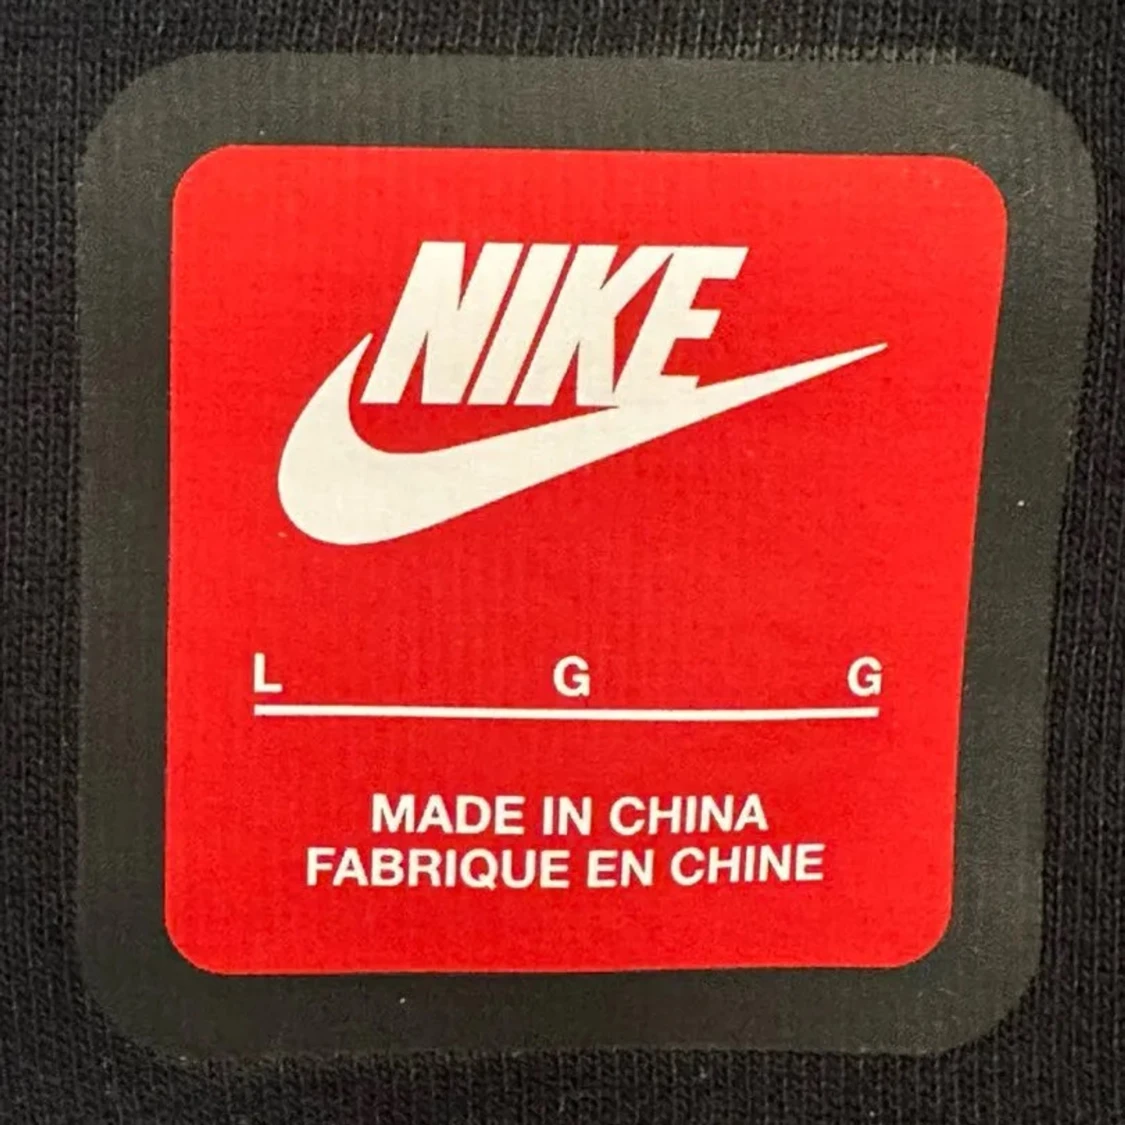 NIKE
L G G
MADE IN CHINA
FABRIQUE EN CHINE